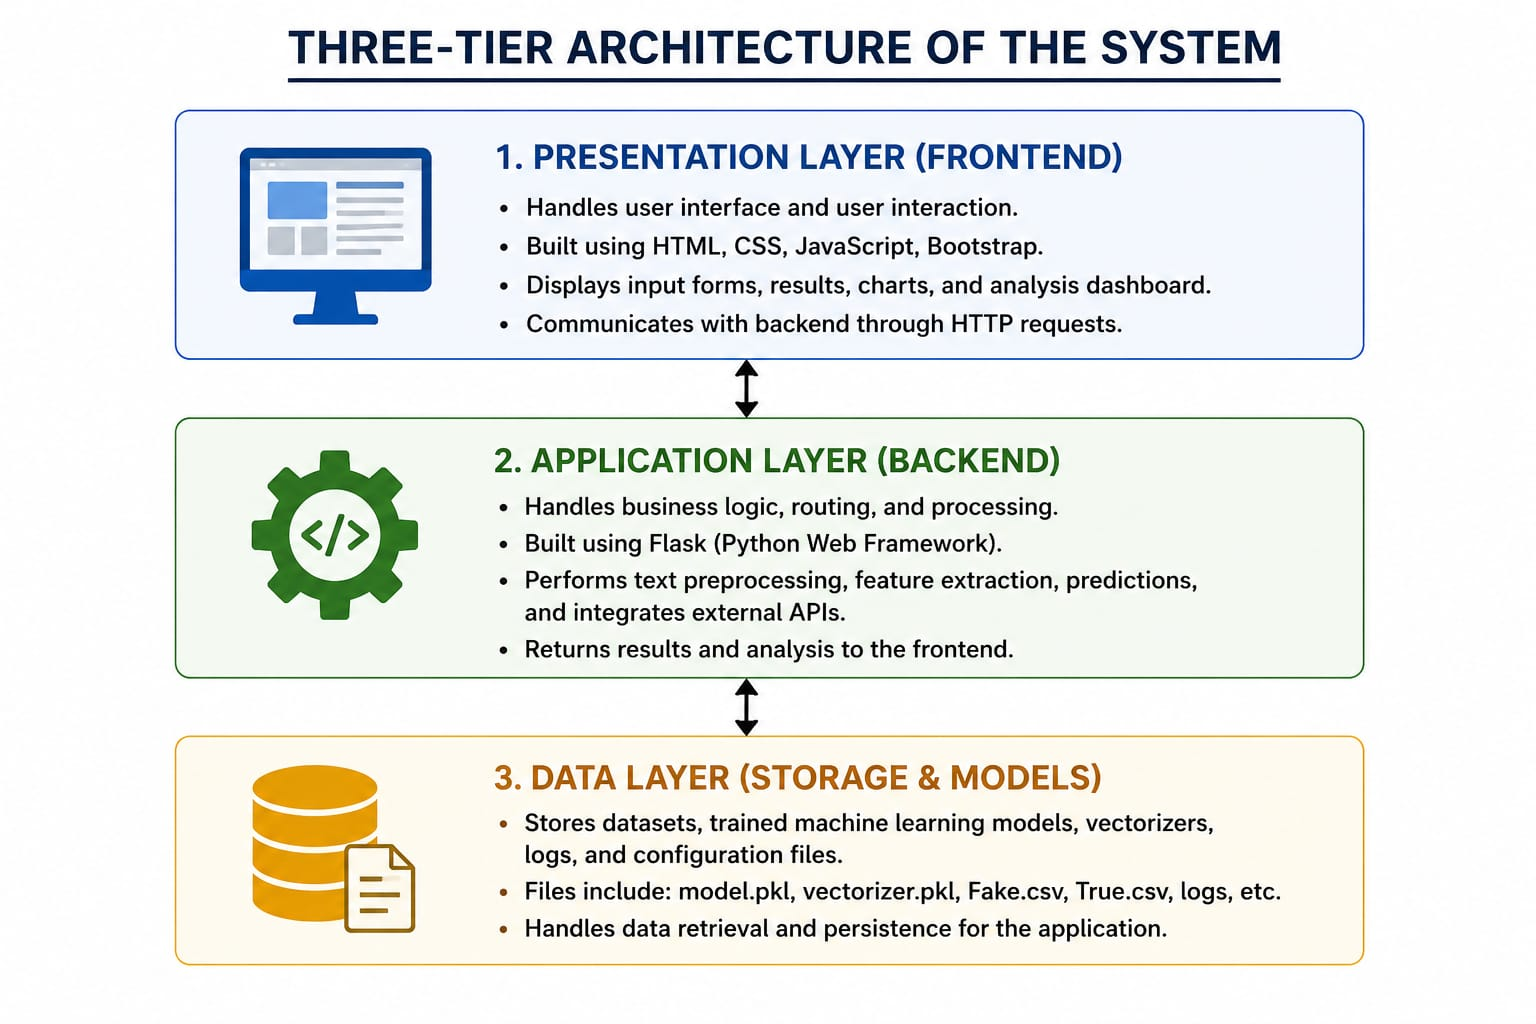 THREE-TIER ARCHITECTURE OF THE SYSTEM
1. PRESENTATION LAYER (FRONTEND)
• Handles user interface and user interaction.
• Built using HTML, CSS, JavaScript, Bootstrap.
• Displays input forms, results, charts, and analysis dashboard.
• Communicates with backend through HTTP requests.
2. APPLICATION LAYER (BACKEND)
</>
• Handles business logic, routing, and processing.
• Built using Flask (Python Web Framework).
• Performs text preprocessing, feature extraction, predictions,
and integrates external APIs.
• Returns results and analysis to the frontend.
3. DATA LAYER (STORAGE & MODELS)
• Stores datasets, trained machine learning models, vectorizers,
logs, and configuration files.
• Files include: model.pkl, vectorizer.pkl, Fake.csv, True.csv, logs, etc.
• Handles data retrieval and persistence for the application.